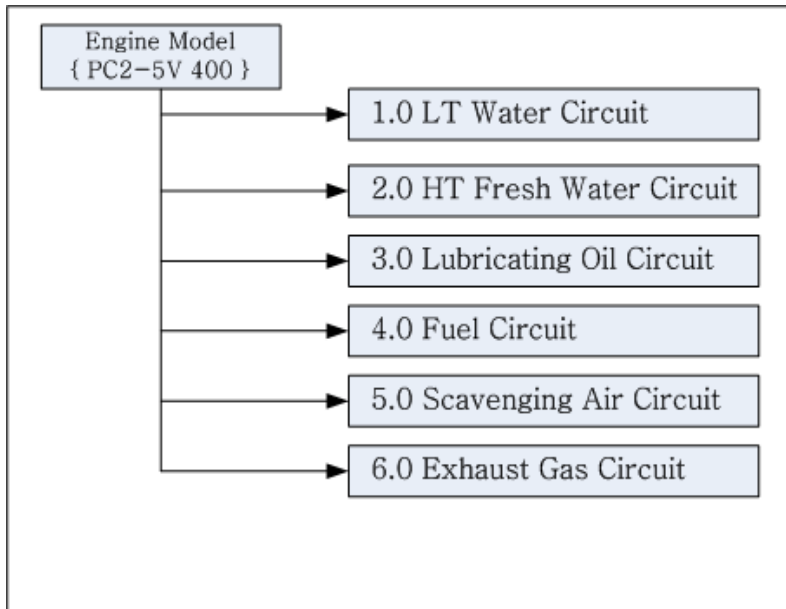 Engine Model
{ PC2-5V 400 }
1.0 LT Water Circuit
2.0 HT Fresh Water Circuit
3.0 Lubricating Oil Circuit
4.0 Fuel Circuit
5.0 Scavenging Air Circuit
6.0 Exhaust Gas Circuit